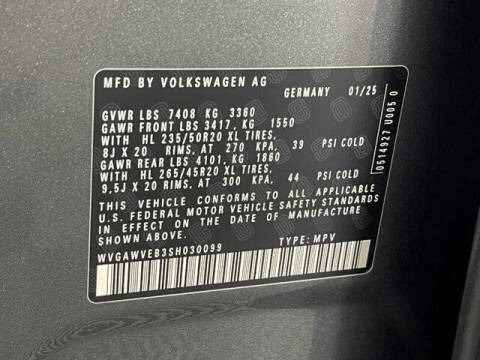 MFD BY VOLKSWAGEN AG
GERMANY 01/25
GVWR LBS 7408 KG 3360
GAWR FRONT LBS 3417, KG 1550
WITH HL 235/50R20 XL TIRES,
8J X 20 RIMS, AT 270 KPA, 39 PSI COLD
GAWR REAR LBS 4101, KG 1860
WITH HL 265/45R20 XL TIRES,
9,5J X 20 RIMS, AT 300 KPA, 44 PSI COLD
THIS VEHICLE CONFORMS TO ALL APPLICABLE
U.S. FEDERAL MOTOR VEHICLE SAFETY STANDARDS
IN EFFECT ON THE DATE OF MANUFACTURE
SHOWN ABOVE.
WVGAWVEB3SH030099 TYPE: MPV
0514927 U005 0